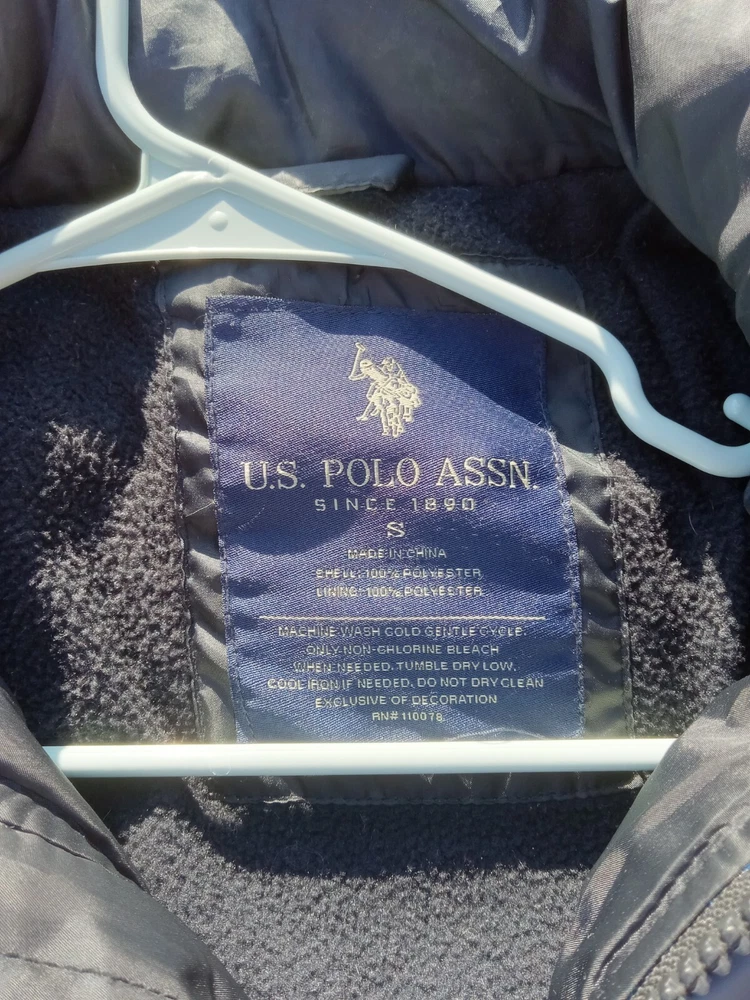 U.S. POLO ASSN.
SINCE 1890
S
MADE IN CHINA
SHELL: 100% POLYESTER
LINING: 100% POLYESTER
MACHINE WASH COLD GENTLE CYCLE.
ONLY NON-CHLORINE BLEACH
WHEN NEEDED. TUMBLE DRY LOW.
COOL IRON IF NEEDED. DO NOT DRY CLEAN
EXCLUSIVE OF DECORATION
RN# 110078